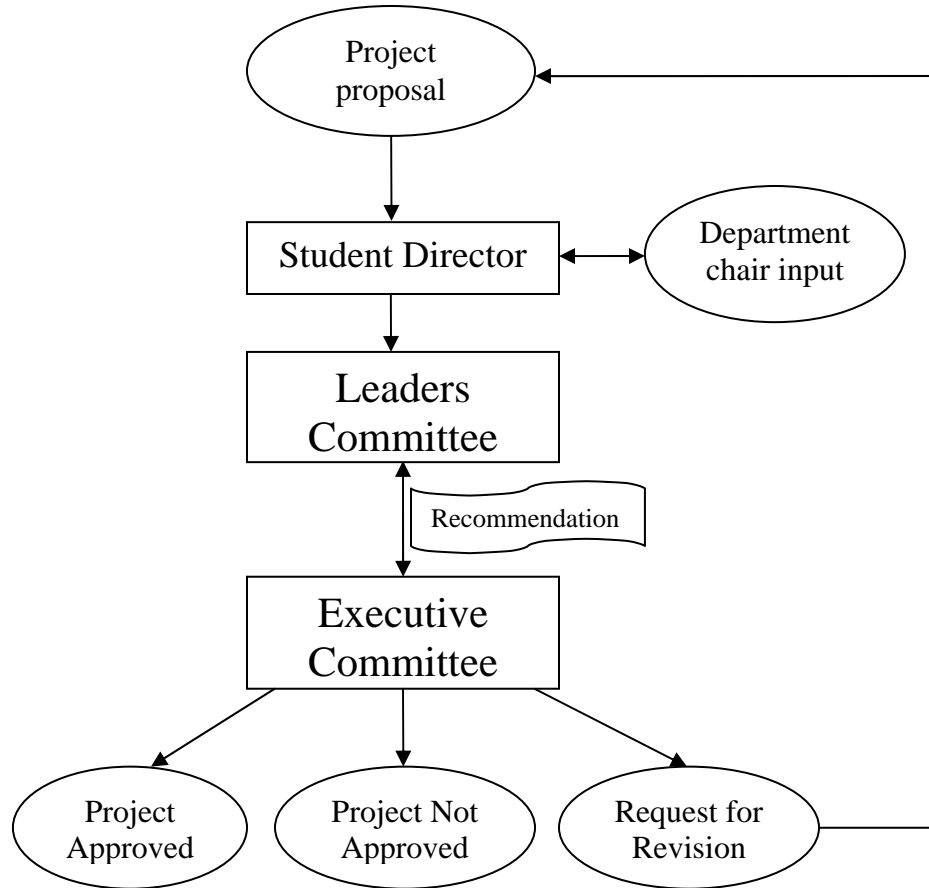 Project
proposal
Student Director
Department
chair input
Leaders
Committee
Recommendation
Executive
Committee
Project
Approved
Project Not
Approved
Request for
Revision